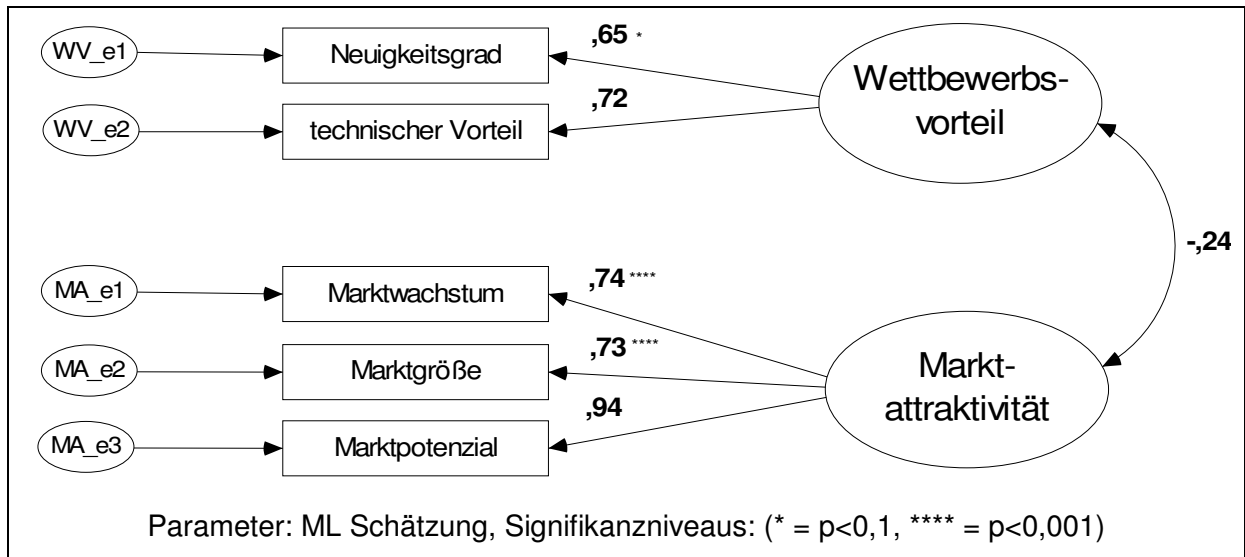 WV_e1
Neuigkeitsgrad
,65 *
Wettbewerbs-
vorteil
WV_e2
technischer Vorteil
,72
-,24
MA_e1
Marktwachstum
,74 ****
MA_e2
Marktgröße
,73 ****
Markt-
attraktivität
MA_e3
Marktpotenzial
,94
Parameter: ML Schätzung, Signifikanzniveaus: (* = p<0,1, **** = p<0,001)